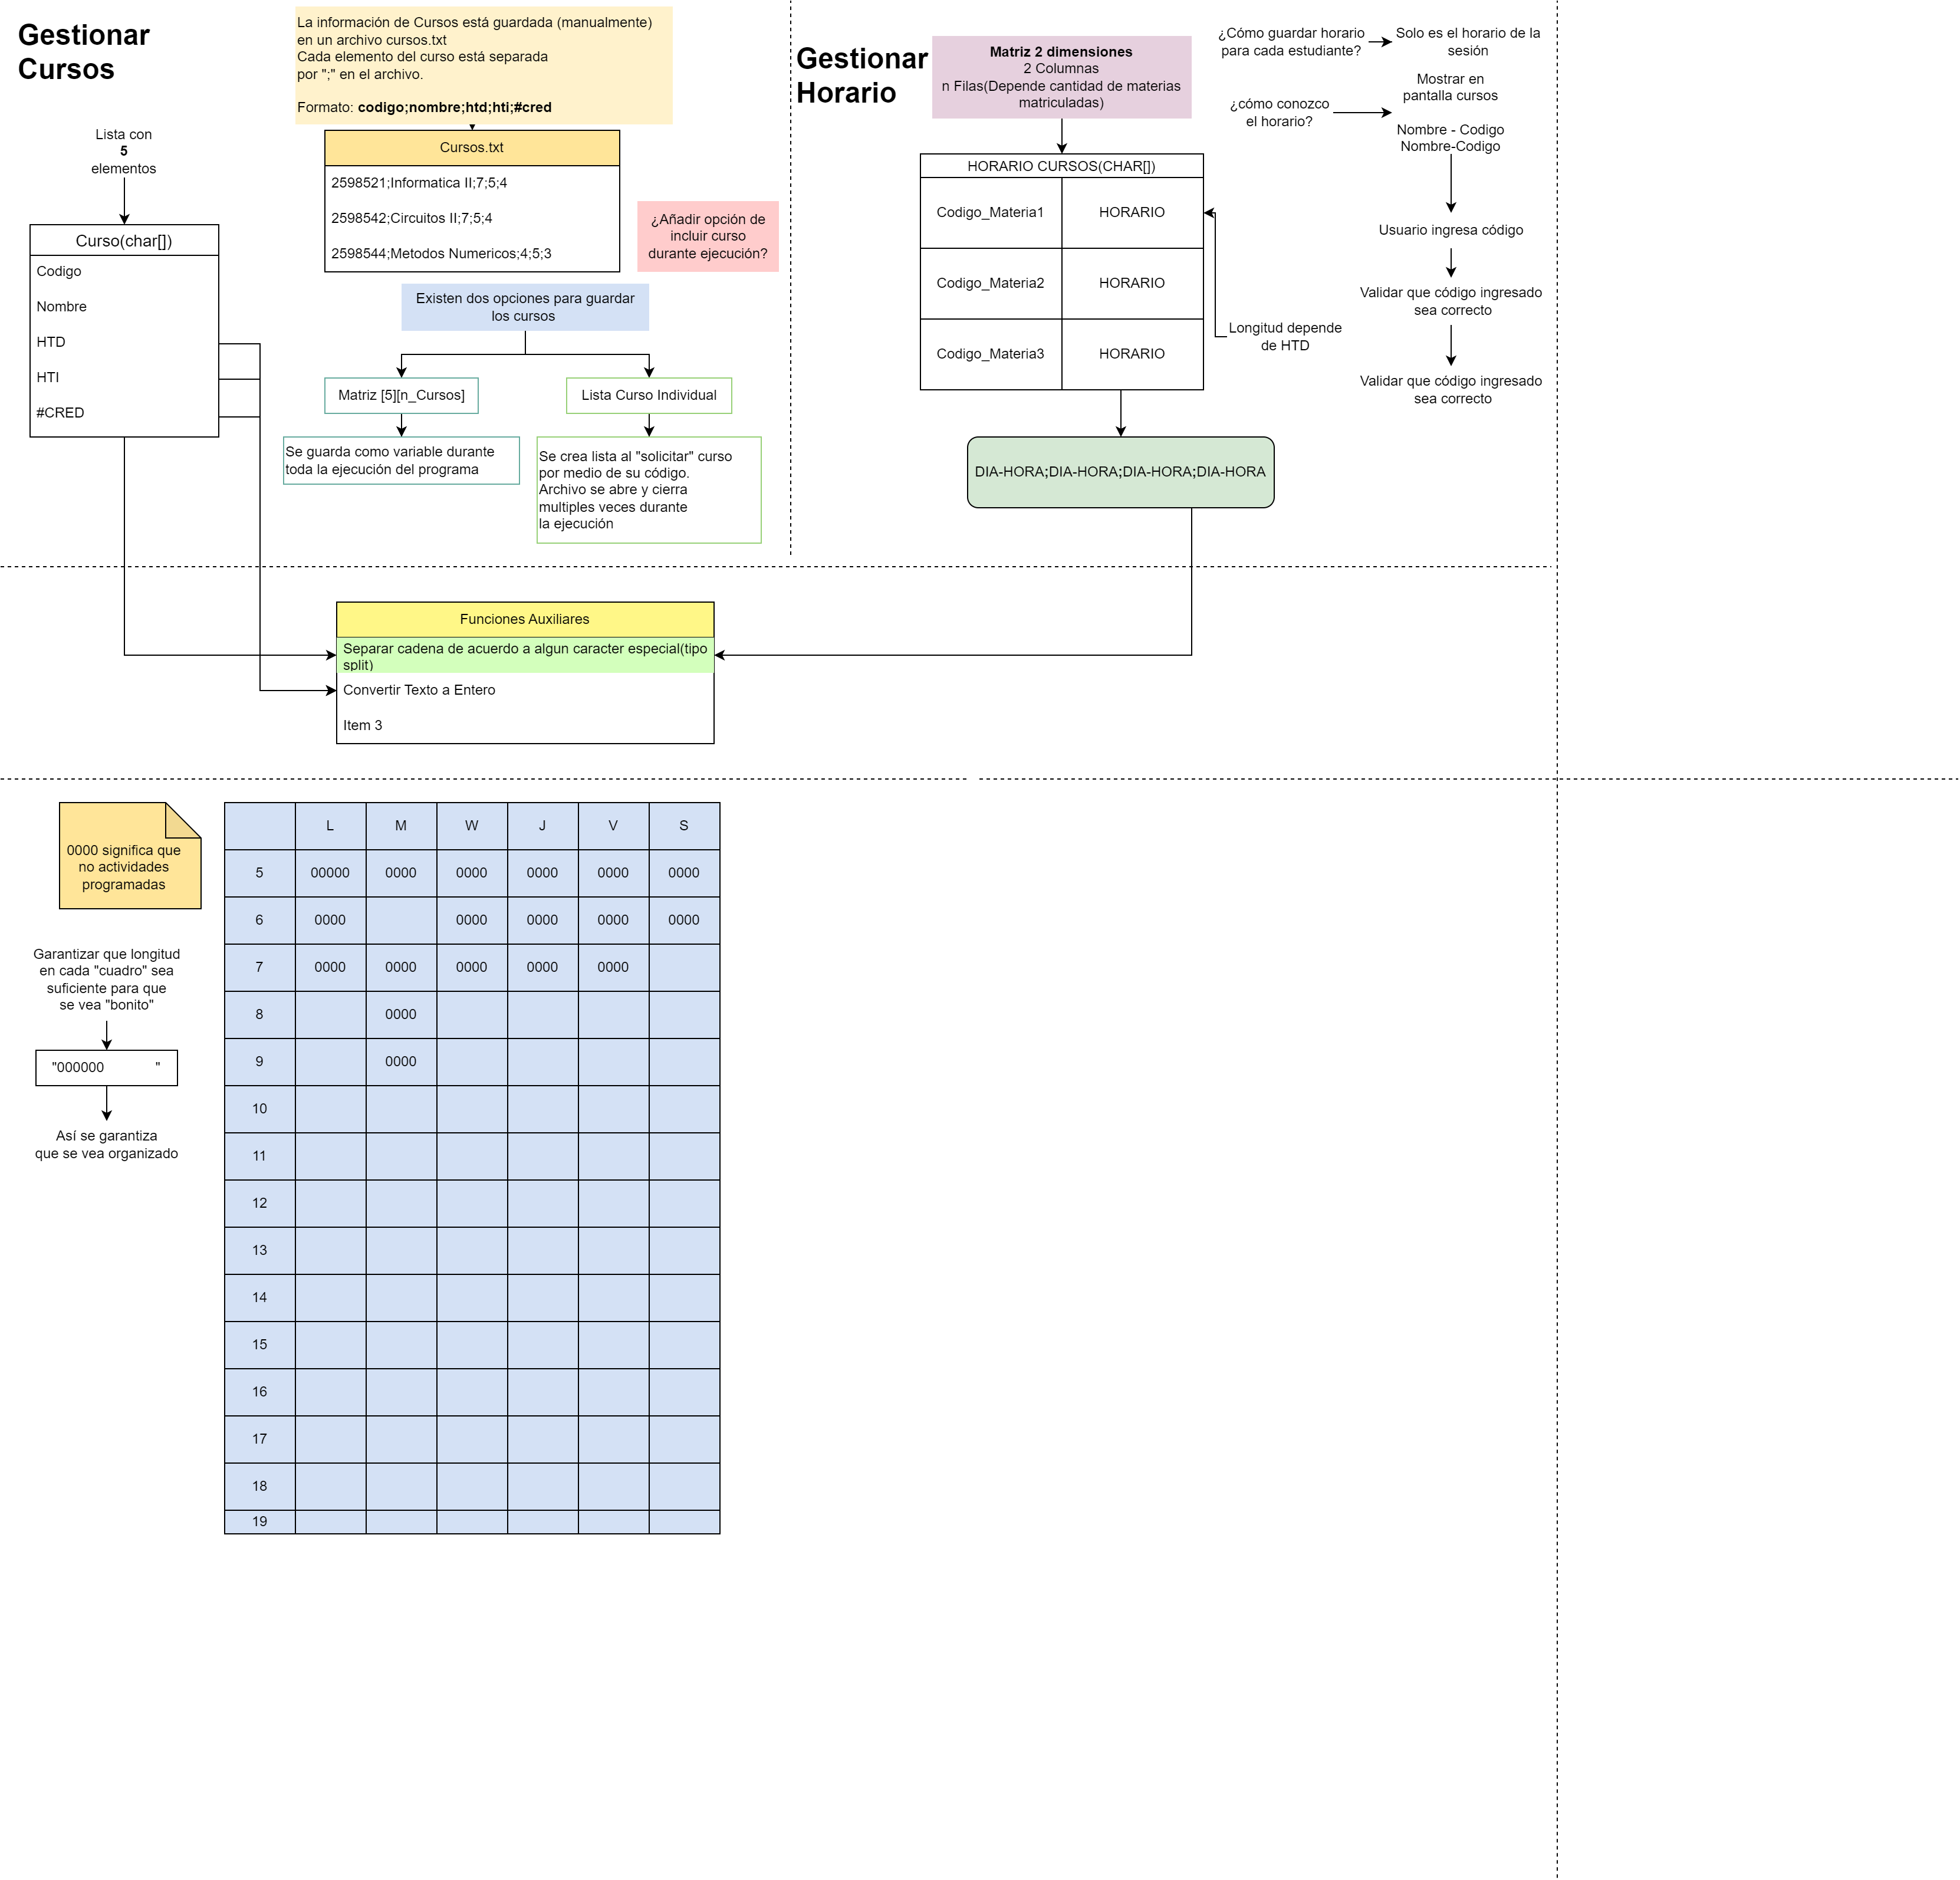 Gestionar
Cursos
La información de Cursos está guardada (manualmente)
en un archivo cursos.txt
Cada elemento del curso está separada
por ";" en el archivo.
Formato: codigo;nombre;htd;hti;#cred
Lista con
5
elementos
Curso(char[])
Codigo
Nombre
HTD
HTI
#CRED
Cursos.txt
2598521;Informatica II;7;5;4
2598542;Circuitos II;7;5;4
2598544;Metodos Numericos;4;5;3
¿Añadir opción de
incluir curso
durante ejecución?
Existen dos opciones para guardar
los cursos
Matriz [5][n_Cursos]
Se guarda como variable durante
toda la ejecución del programa
Lista Curso Individual
Se crea lista al "solicitar" curso
por medio de su código.
Archivo se abre y cierra
multiples veces durante
la ejecución
Gestionar
Horario
Matriz 2 dimensiones
2 Columnas
n Filas(Depende cantidad de materias
matriculadas)
HORARIO CURSOS(CHAR[])
Codigo_Materia1 HORARIO
Codigo_Materia2 HORARIO
Codigo_Materia3 HORARIO
Longitud depende
de HTD
DIA-HORA;DIA-HORA;DIA-HORA;DIA-HORA
¿Cómo guardar horario
para cada estudiante?
Solo es el horario de la
sesión
¿cómo conozco
el horario?
Mostrar en
pantalla cursos
Nombre - Codigo
Nombre-Codigo
Usuario ingresa código
Validar que código ingresado
sea correcto
Validar que código ingresado
sea correcto
Funciones Auxiliares
Separar cadena de acuerdo a algun caracter especial(tipo
split)
Convertir Texto a Entero
Item 3
0000 significa que
no actividades
programadas
Garantizar que longitud
en cada "cuadro" sea
suficiente para que
se vea "bonito"
"000000 "
Así se garantiza
que se vea organizado
L M W J V S
5 00000 0000 0000 0000 0000 0000
6 0000 0000 0000 0000 0000
7 0000 0000 0000 0000 0000
8 0000
9 0000
10
11
12
13
14
15
16
17
18
19